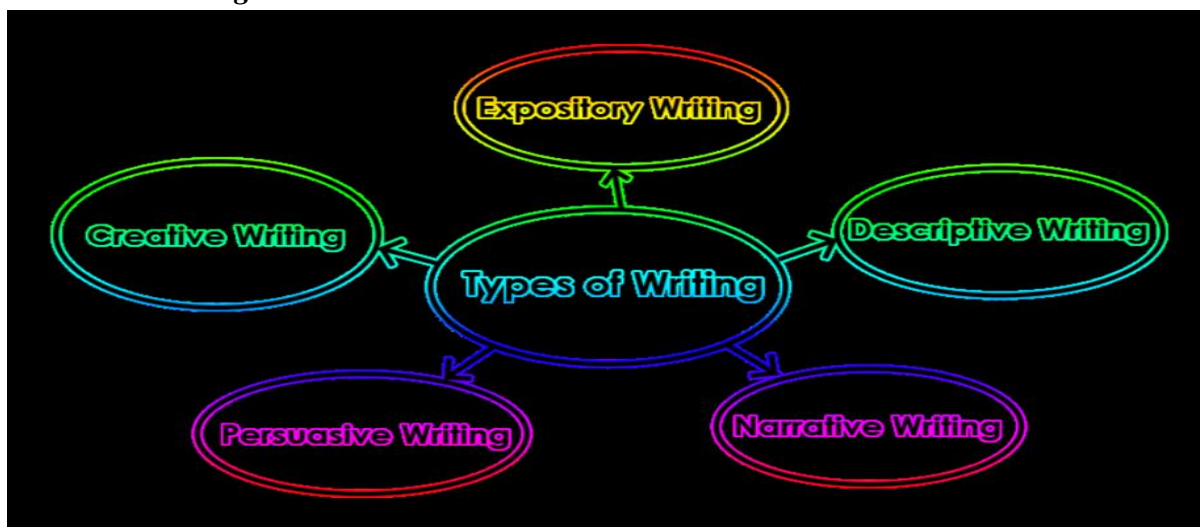 Expository Writing
Creative Writing
Descriptive Writing
Types of Writing
Persuasive Writing
Narrative Writing